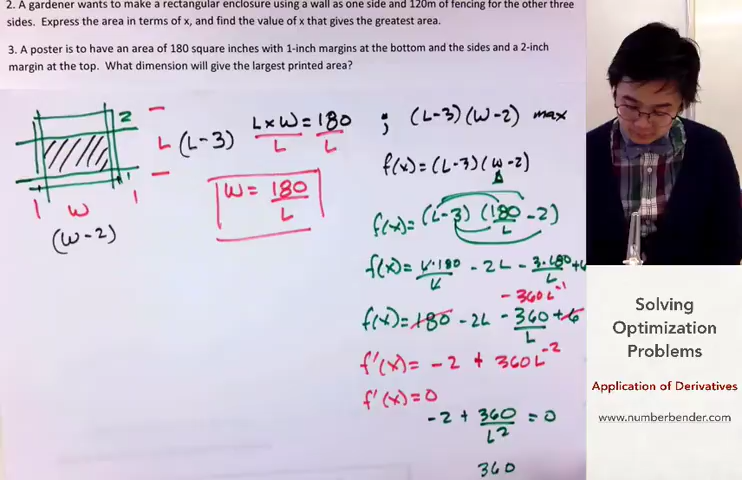 2. A gardener wants to make a rectangular enclosure using a wall as one side and 120m of fencing for the other three
sides. Express the area in terms of x, and find the value of x that gives the greatest area.
3. A poster is to have an area of 180 square inches with 1-inch margins at the bottom and the sides and a 2-inch
margin at the top. What dimension will give the largest printed area?
2
L (L-3)
1
1 W 1
(W-2)
L×W = 180
L L
W = 180/L
; (L-3)(W-2) max
f(x) = (L-3)(W-2)
f(x) = (L-3)(180/L - 2)
f(x) = L·180/L - 2L - 3·180/L +6
- 360L⁻¹
f(x) = 180 - 2L - 360/L + 6
f'(x) = -2 + 360L⁻²
f'(x) = 0
-2 + 360/L² = 0
360
Solving
Optimization
Problems
Application of Derivatives
www.numberbender.com